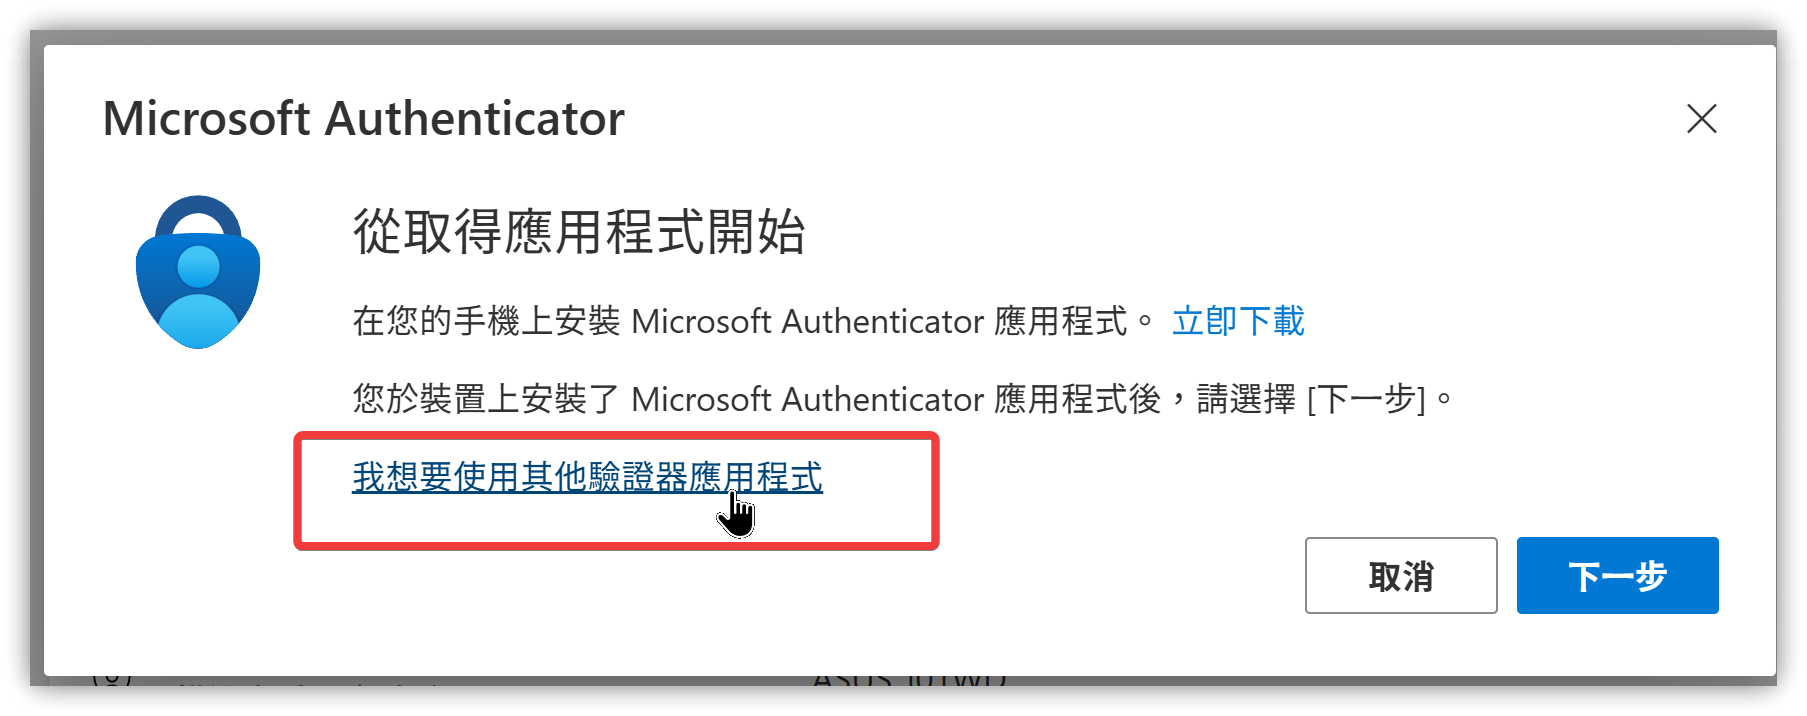 Microsoft Authenticator
從取得應用程式開始
在您的手機上安裝 Microsoft Authenticator 應用程式。 立即下載
您於裝置上安裝了 Microsoft Authenticator 應用程式後，請選擇 [下一步]。
我想要使用其他驗證器應用程式
取消
下一步